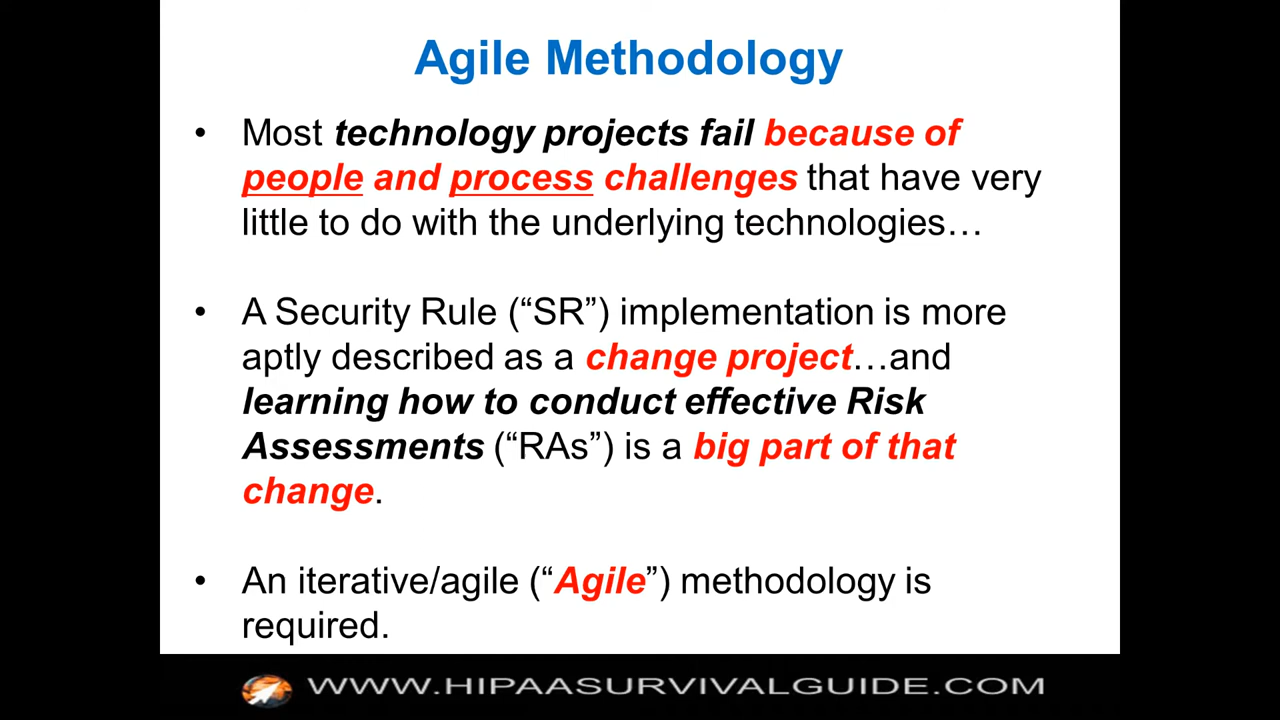 Agile Methodology
• Most technology projects fail because of
people and process challenges that have very
little to do with the underlying technologies…
• A Security Rule (“SR”) implementation is more
aptly described as a change project…and
learning how to conduct effective Risk
Assessments (“RAs”) is a big part of that
change.
• An iterative/agile (“Agile”) methodology is
required.
WWW.HIPAASURVIVALGUIDE.COM